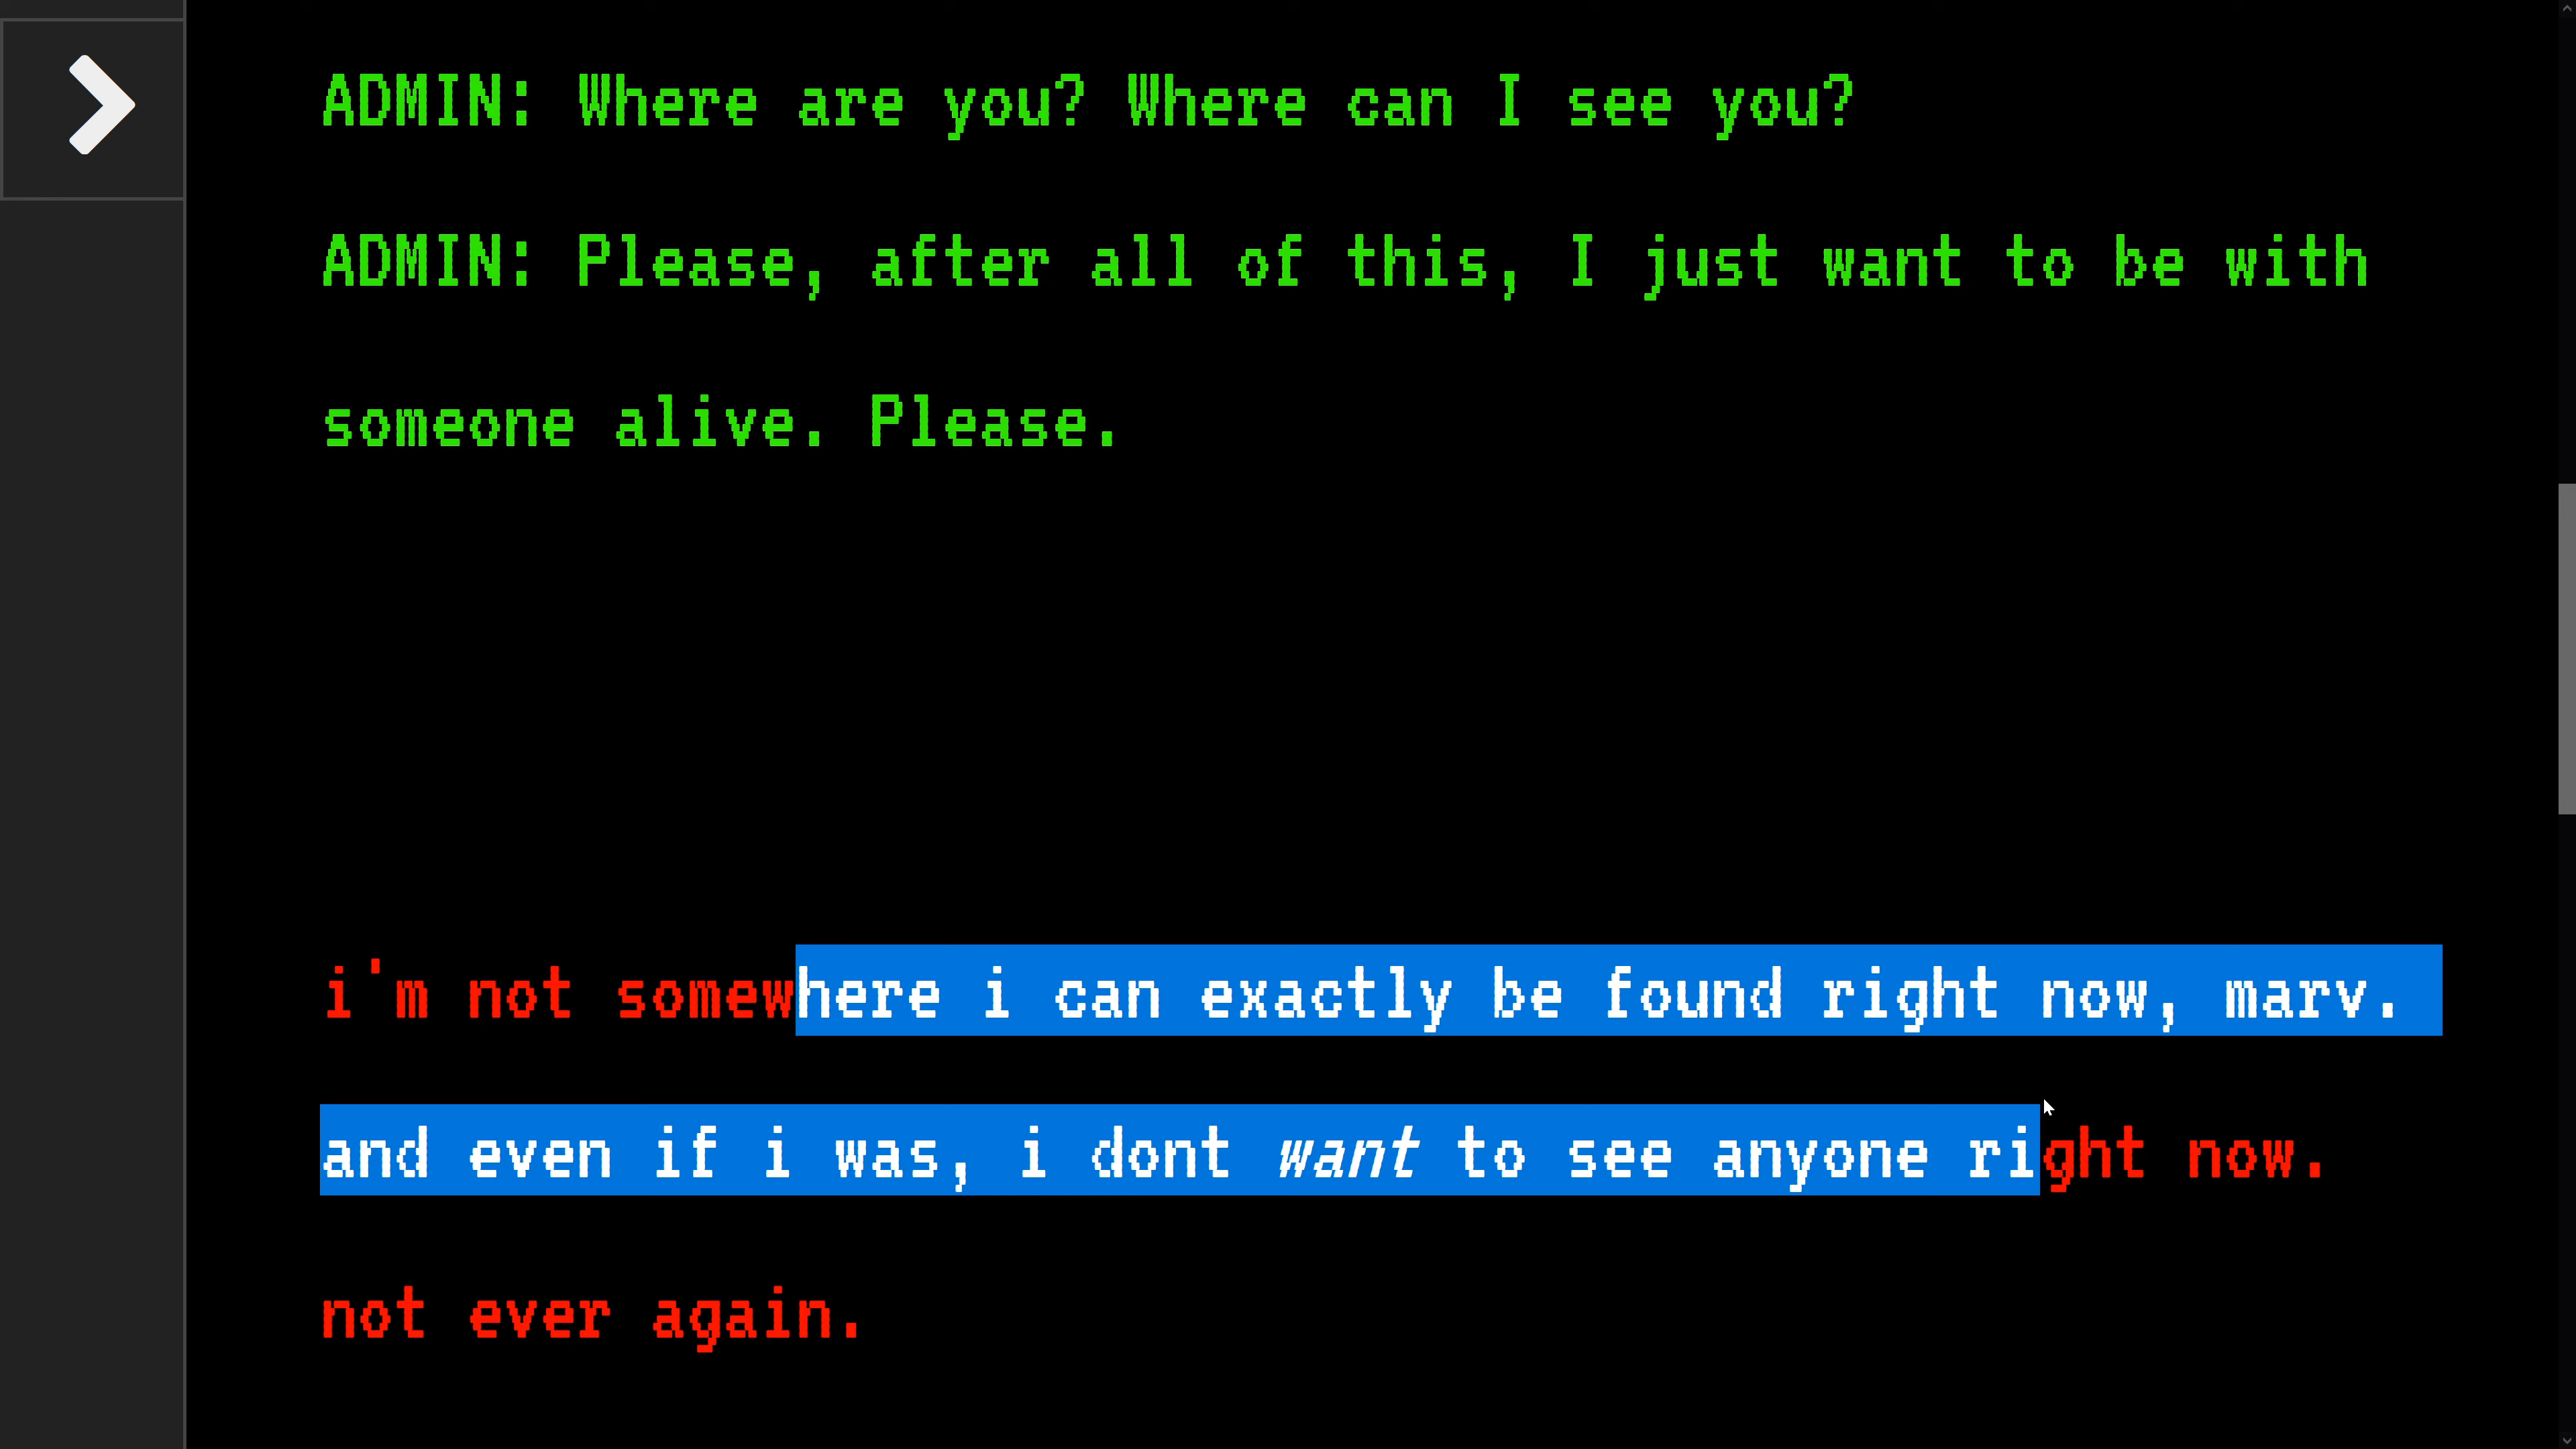 ADMIN: Where are you? Where can I see you?
ADMIN: Please, after all of this, I just want to be with
someone alive. Please.
i'm not somewhere i can exactly be found right now, marv.
and even if i was, i dont want to see anyone right now.
not ever again.